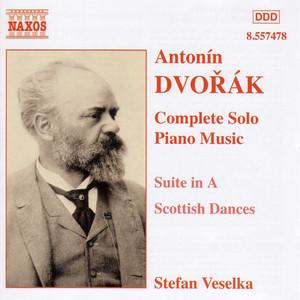 NAXOS
DDD
8.557478
Antonín
DVOŘÁK
Complete Solo
Piano Music
Suite in A
Scottish Dances
Stefan Veselka